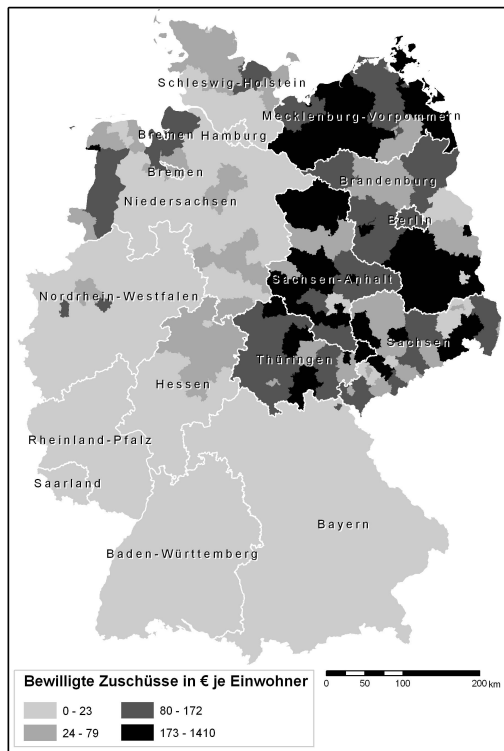 Schleswig-Holstein
Mecklenburg-Vorpommern
Bremen
Hamburg
Bremen
Brandenburg
Niedersachsen
Berlin
Sachsen-Anhalt
Nordrhein-Westfalen
Sachsen
Thüringen
Hessen
Rheinland-Pfalz
Saarland
Bayern
Baden-Württemberg
Bewilligte Zuschüsse in € je Einwohner
0 - 23
80 - 172
24 - 79
173 - 1410
0 50 100 200 km